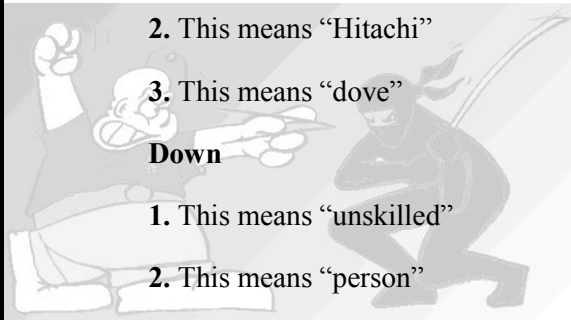 2. This means “Hitachi”
3. This means “dove”
Down
1. This means “unskilled”
2. This means “person”